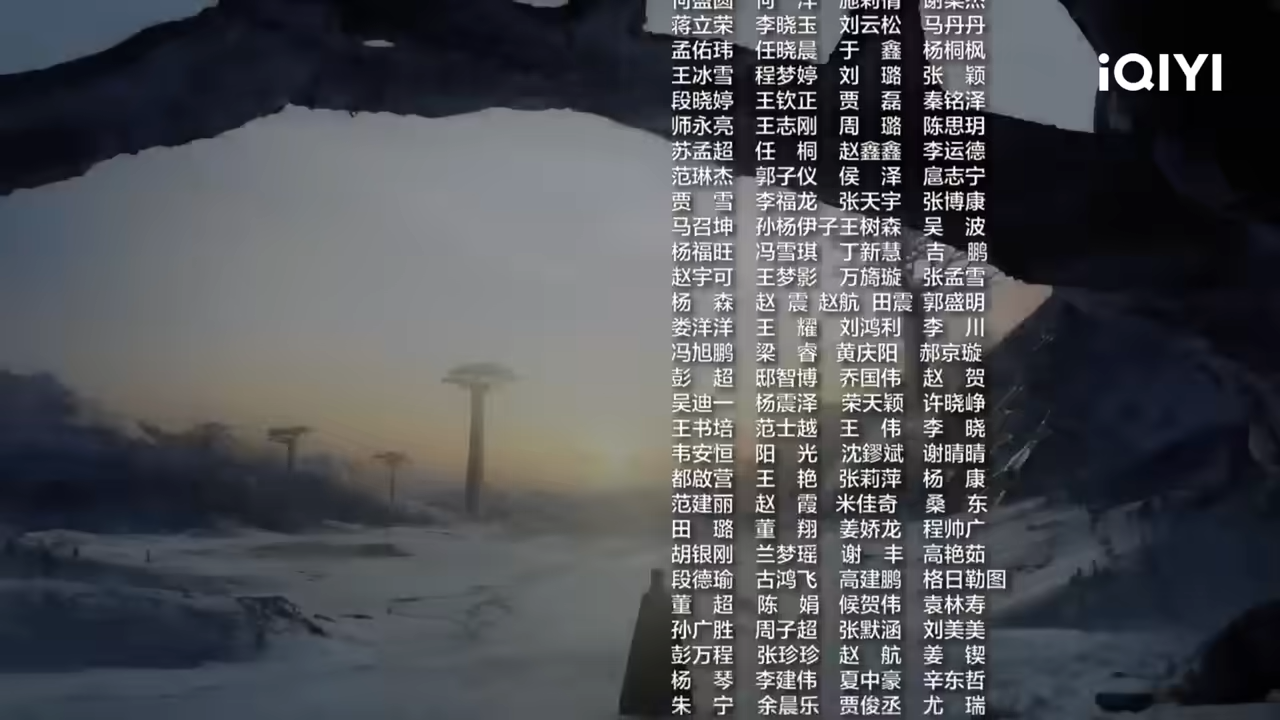 iQIYI
蒋立荣 李晓玉 刘云松 马丹丹
孟佑玮 任晓晨 于 鑫 杨桐枫
王冰雪 程梦婷 刘 璐 张 颖
段晓婷 王钦正 贾 磊 秦铭泽
师永亮 王志刚 周 璐 陈思玥
苏孟超 任 桐 赵鑫鑫 李运德
范琳杰 郭子仪 侯 泽 扈志宁
贾 雪 李福龙 张天宇 张博康
马召坤 孙杨伊子 王树森 吴 波
杨福旺 冯雪琪 丁新慧 吉 鹏
赵宇可 王梦影 万旖璇 张孟雪
杨 森 赵 震 赵航 田震 郭盛明
娄洋洋 王 耀 刘鸿利 李 川
冯旭鹏 梁 睿 黄庆阳 郝京璇
彭 超 邸智博 乔国伟 赵 贺
吴迪一 杨震泽 荣天颖 许晓峥
王书培 范士越 王 伟 李 晓
韦安恒 阳 光 沈鏐斌 谢晴晴
都啟营 王 艳 张莉萍 杨 康
范建丽 赵 霞 米佳奇 桑 东
田 璐 董 翔 姜娇龙 程帅广
胡银刚 兰梦瑶 谢 丰 高艳茹
段德瑜 古鸿飞 高建鹏 格日勒图
董 超 陈 娟 候贺伟 袁林寿
孙广胜 周子超 张默涵 刘美美
彭万程 张珍珍 赵 航 姜 锲
杨 琴 李建伟 夏中豪 辛东哲
朱 宁 余晨乐 贾俊丞 尤 瑞